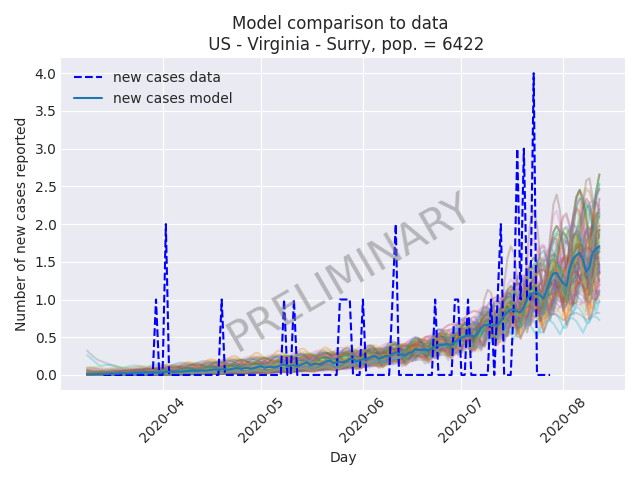 Model comparison to data
US - Virginia - Surry, pop. = 6422
new cases data
new cases model
Number of new cases reported
4.0
3.5
3.0
2.5
2.0
1.5
1.0
0.5
0.0
PRELIMINARY
2020-04
2020-05
2020-06
2020-07
2020-08
Day